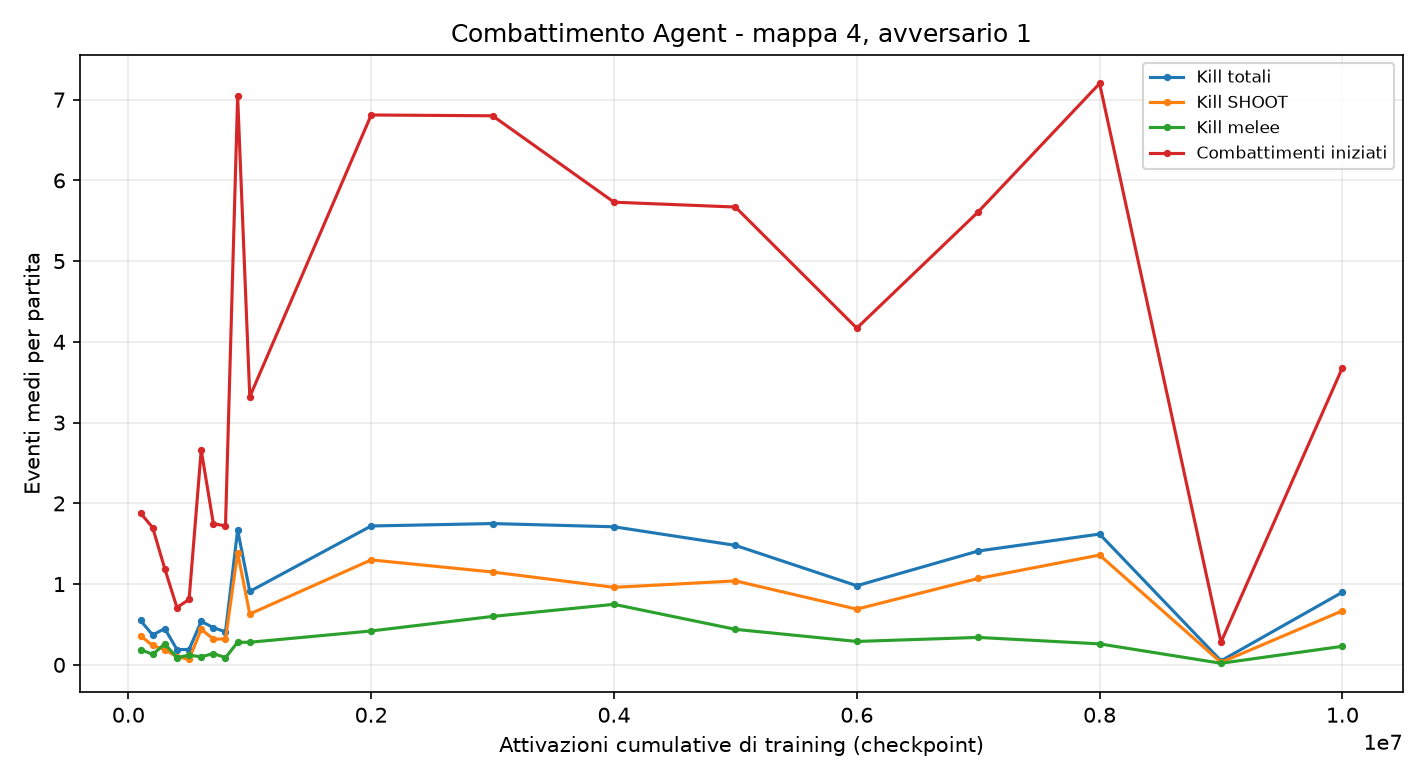 Combattimento Agent - mappa 4, avversario 1
Kill totali
Kill SHOOT
Kill melee
Combattimenti iniziati
Eventi medi per partita
7
6
5
4
3
2
1
0
0.0 0.2 0.4 0.6 0.8 1.0
1e7
Attivazioni cumulative di training (checkpoint)